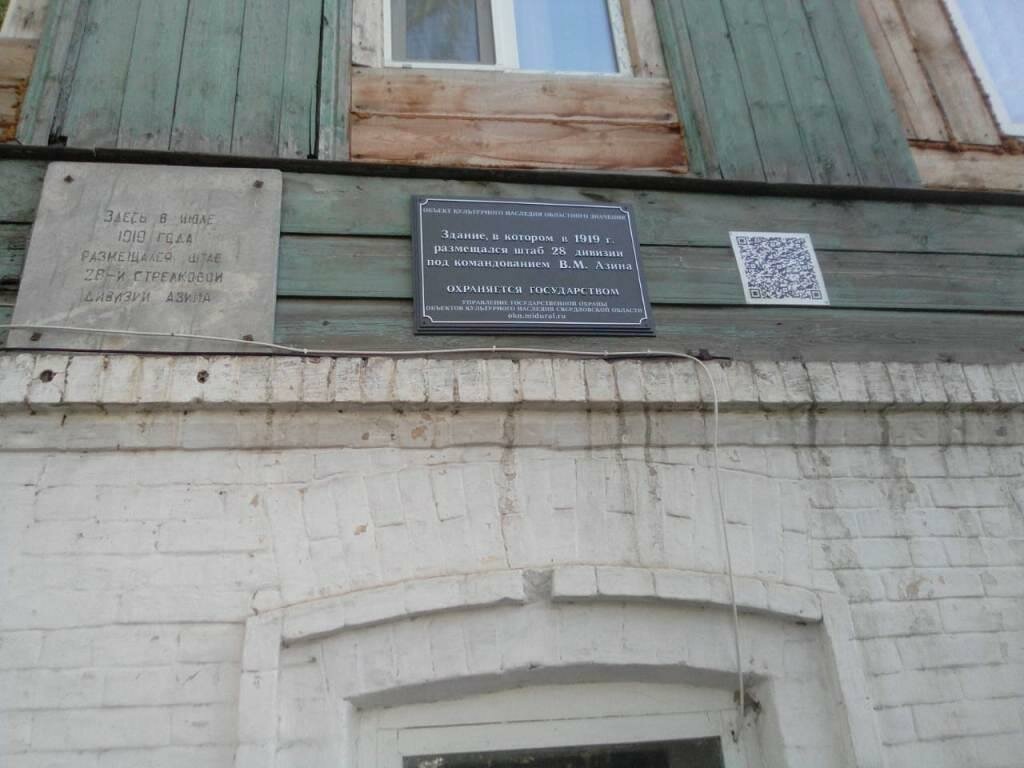 Здесь в июле
1919 года
размещался штаб
28-й стрелковой
дивизии Азина
ОБЪЕКТ КУЛЬТУРНОГО НАСЛЕДИЯ ОБЛАСТНОГО ЗНАЧЕНИЯ
Здание, в котором в 1919 г.
размещался штаб 28 дивизии
под командованием В.М. Азина
ОХРАНЯЕТСЯ ГОСУДАРСТВОМ
УПРАВЛЕНИЕ ГОСУДАРСТВЕННОЙ ОХРАНЫ
ОБЪЕКТОВ КУЛЬТУРНОГО НАСЛЕДИЯ СВЕРДЛОВСКОЙ ОБЛАСТИ
okn.midural.ru